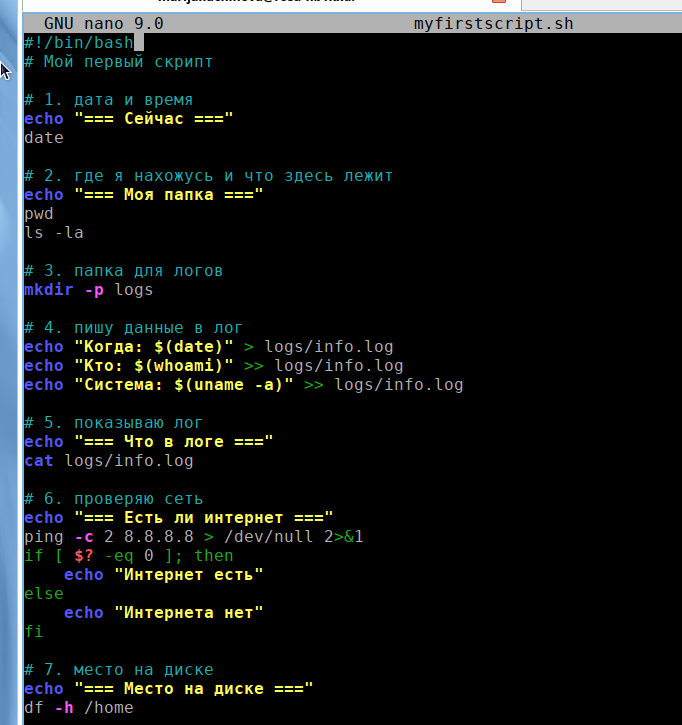 GNU nano 9.0 myfirstscript.sh
#!/bin/bash
# Мой первый скрипт
# 1. дата и время
echo "=== Сейчас ==="
date
# 2. где я нахожусь и что здесь лежит
echo "=== Моя папка ==="
pwd
ls -la
# 3. папка для логов
mkdir -p logs
# 4. пишу данные в лог
echo "Когда: $(date)" > logs/info.log
echo "Кто: $(whoami)" >> logs/info.log
echo "Система: $(uname -a)" >> logs/info.log
# 5. показываю лог
echo "=== Что в логе ==="
cat logs/info.log
# 6. проверяю сеть
echo "=== Есть ли интернет ==="
ping -c 2 8.8.8.8 > /dev/null 2>&1
if [ $? -eq 0 ]; then
    echo "Интернет есть"
else
    echo "Интернета нет"
fi
# 7. место на диске
echo "=== Место на диске ==="
df -h /home